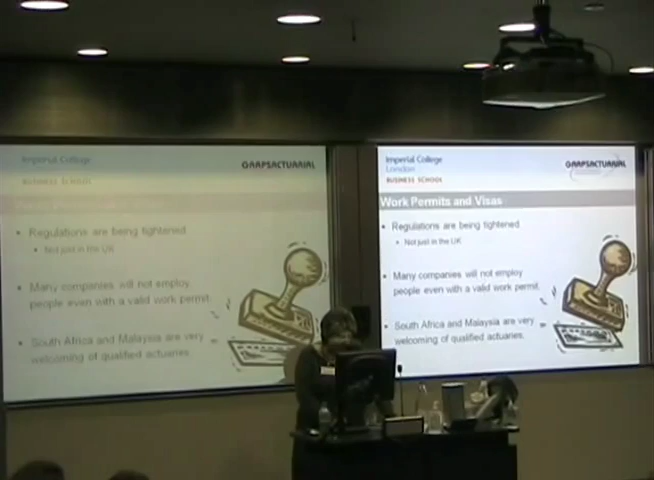 Imperial College
BUSINESS SCHOOL
GAAPSACTUARIAL
Regulations are being tightened
Not just in the UK
Many companies will not employ
people even with a valid work permit.
South Africa and Malaysia are very
welcoming of qualified actuaries.
Imperial College
London
BUSINESS SCHOOL
GAAPSACTUARIAL
Work Permits and Visas
Regulations are being tightened
Not just in the UK
Many companies will not employ
people even with a valid work permit.
South Africa and Malaysia are very
welcoming of qualified actuaries.